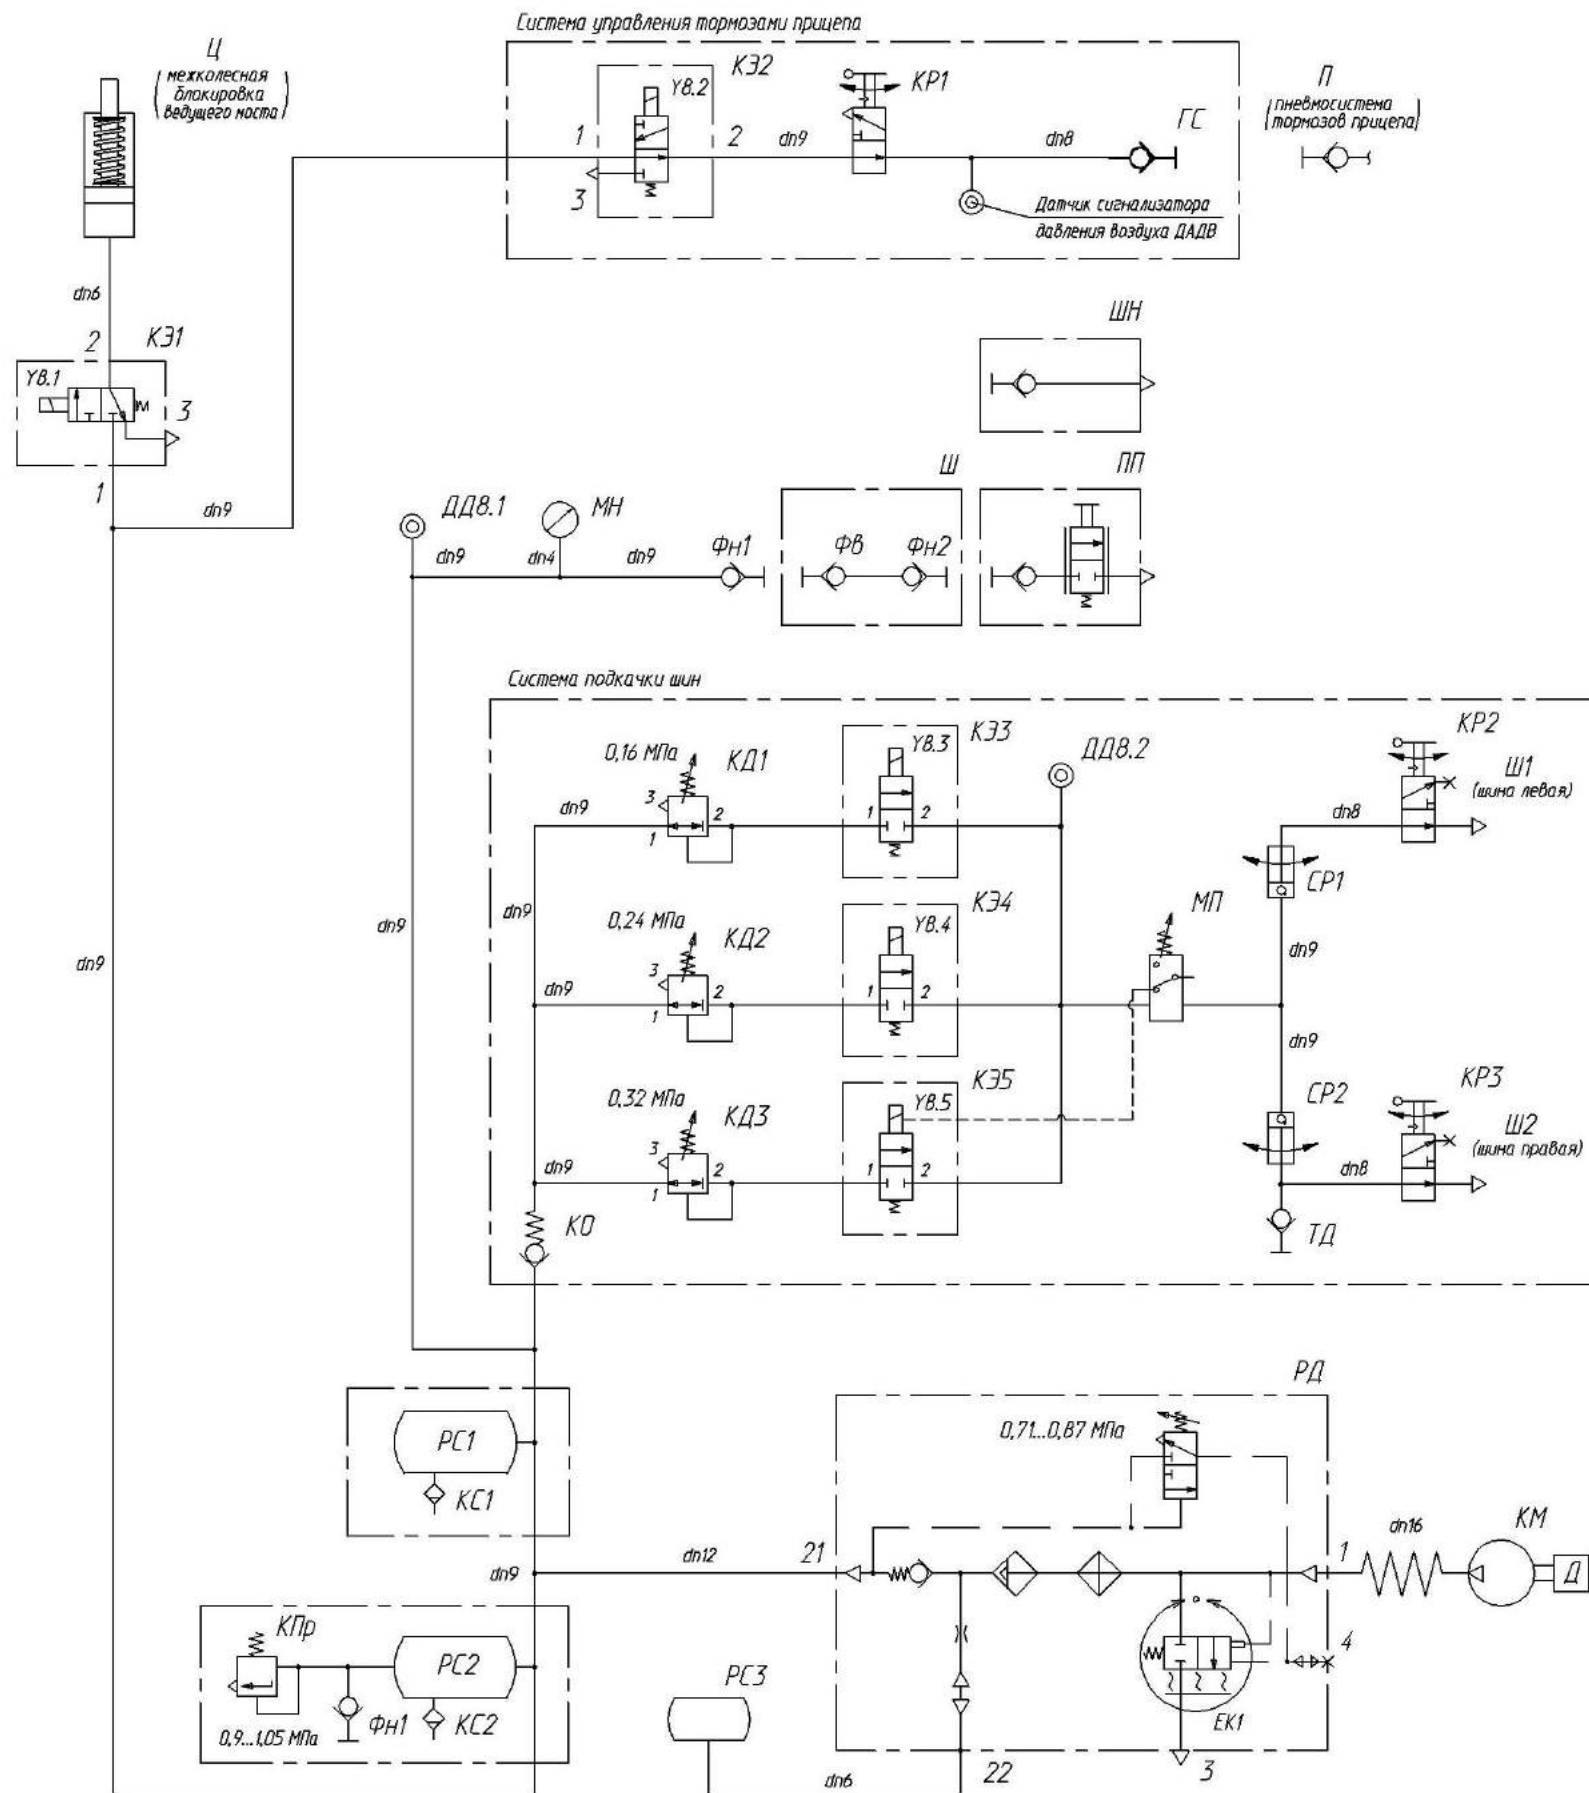 Система управления тормозами прицепа
Ц
(межколесная
блокировка
ведущего моста)
КЭ2
Y8.2
КР1
1
2
3
dn9
dn8
ГС
П
(пневмосистема
тормозов прицепа)
Датчик сигнализатора
давления воздуха ДАДВ
dn6
2
КЭ1
Y8.1
3
1
dn9
ШН
ДД8.1
МН
dn9
dn4
dn9
Фн1
Ш
Фв
Фн2
ПП
Система подкачки шин
0,16 МПа
КД1
3
2
1
dn9
Y8.3
КЭ3
1
2
ДД8.2
КР2
Ш1
(шина левая)
dn8
СР1
dn9
dn9
dn9
0,24 МПа
КД2
3
2
1
dn9
Y8.4
КЭ4
1
2
МП
dn9
dn9
0,32 МПа
КД3
3
2
1
dn9
Y8.5
КЭ5
1
2
СР2
КР3
Ш2
(шина правая)
dn8
КО
ТД
РД
РС1
КС1
0,71...0,87 МПа
dn12
21
1
dn16
КМ
Д
dn9
КПр
РС2
Фн1
КС2
0,9...1,05 МПа
РС3
4
ЕК1
22
3
dn6